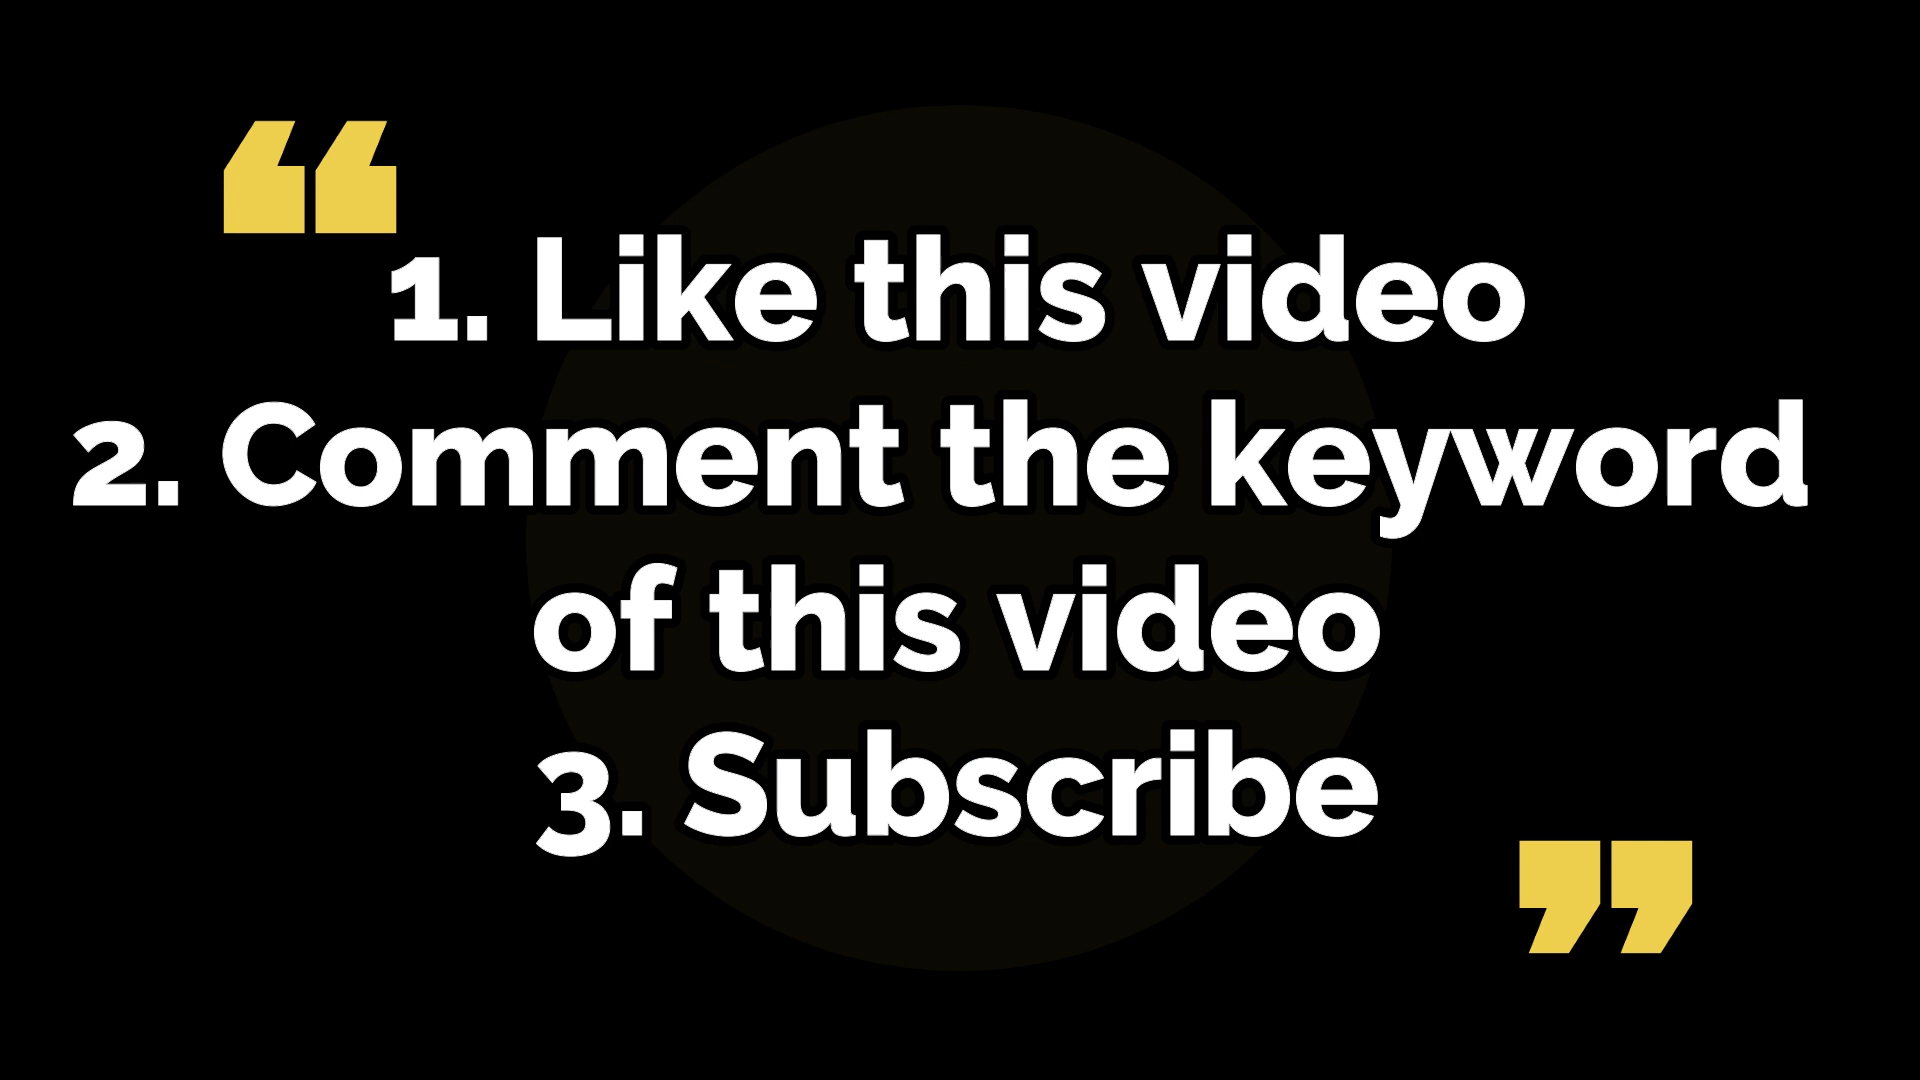 “
1. Like this video
2. Comment the keyword
of this video
3. Subscribe
”